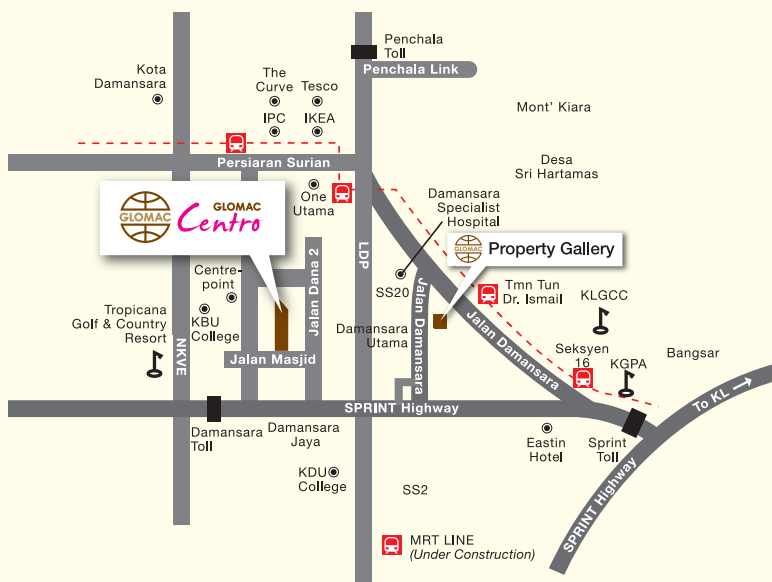 Penchala
Toll
Penchala Link
Kota
Damansara
The
Curve
Tesco
IPC
IKEA
Mont' Kiara
Persiaran Surian
Desa
Sri Hartamas
One
Utama
Damansara
Specialist
Hospital
GLOMAC
GLOMAC
Centro
LDP
GLOMAC
Property Gallery
Centre-
point
Jalan Dana 2
SS20
Jalan Damansara
Tmn Tun
Dr. Ismail
KLGCC
Tropicana
Golf & Country
Resort
KBU
College
Damansara
Utama
Jalan Damansara
NKVE
Jalan Masjid
Seksyen
16
KGPA
Bangsar
SPRINT Highway
To KL →
Damansara
Toll
Damansara
Jaya
Eastin
Hotel
Sprint
Toll
KDU
College
SS2
SPRINT Highway
MRT LINE
(Under Construction)